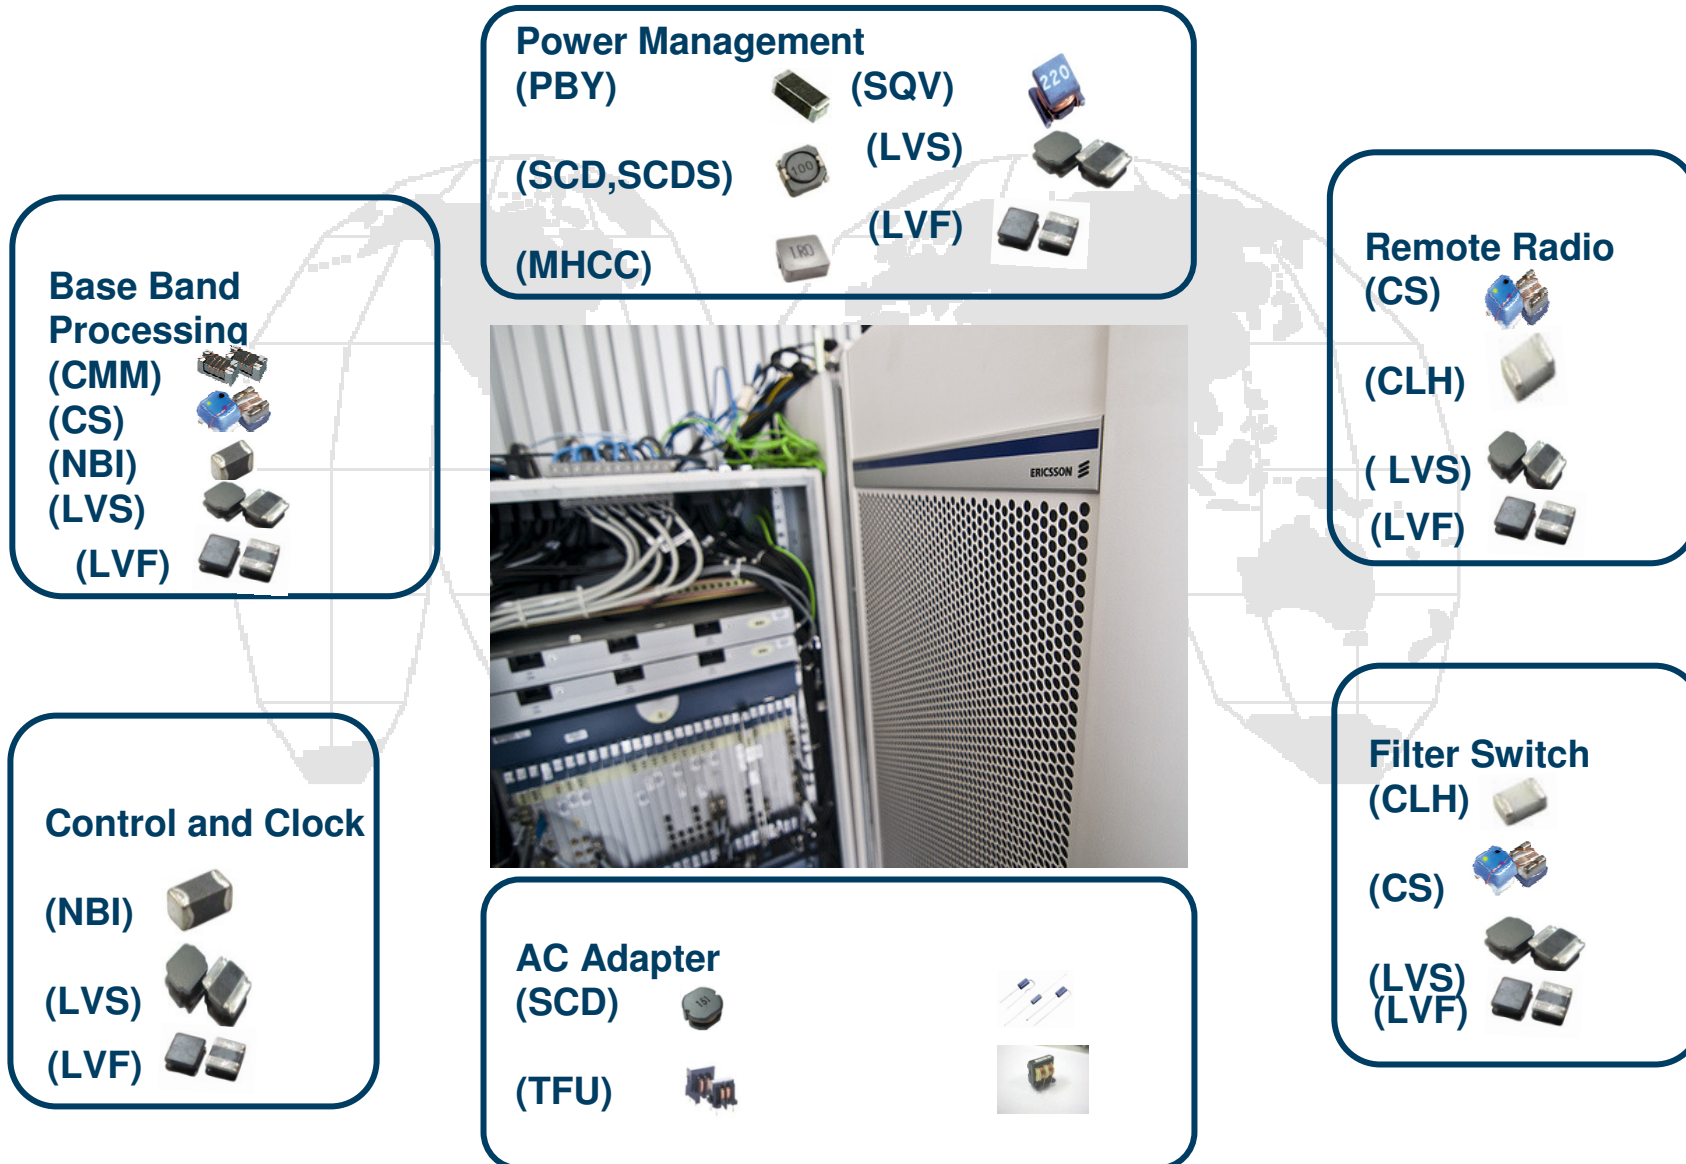 Power Management
(PBY) (SQV)
220
(LVS)
(SCD,SCDS)
100
(LVF)
(MHCC)
1R0
Base Band
Processing
(CMM)
(CS)
(NBI)
(LVS)
(LVF)
Remote Radio
(CS)
(CLH)
( LVS)
(LVF)
ERICSSON
Control and Clock
(NBI)
(LVS)
(LVF)
AC Adapter
(SCD)
151
(TFU)
Filter Switch
(CLH)
(CS)
(LVS)
(LVF)